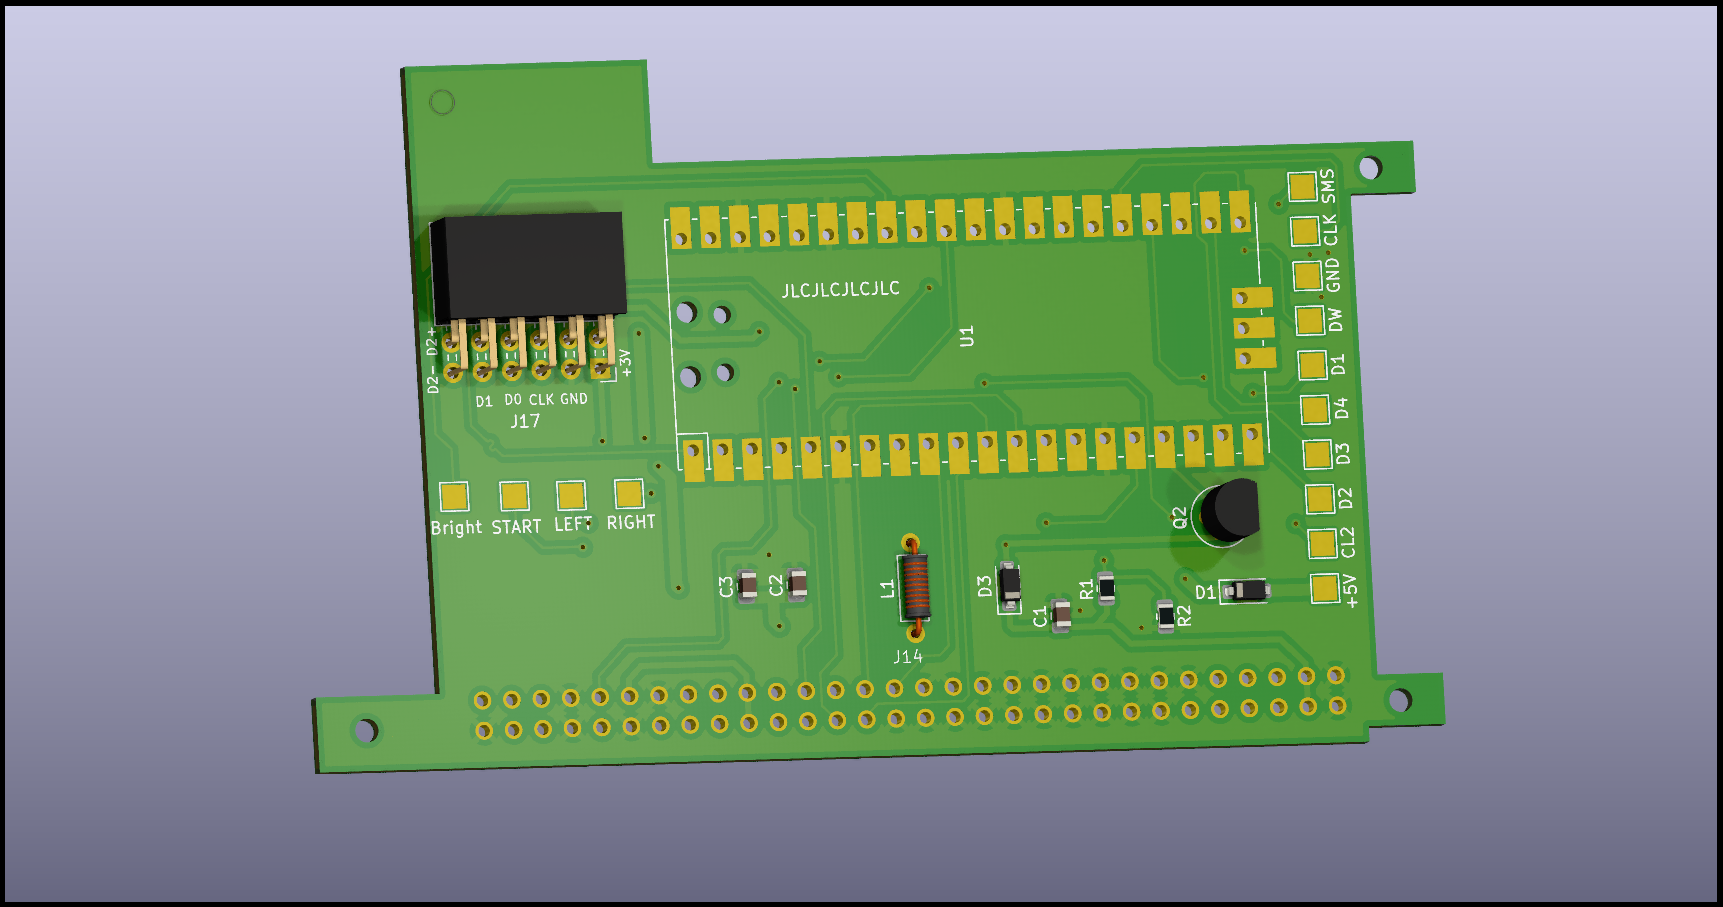 SMS
CLK
GND
DW
D1
D4
D3
D2
CL2
+5V
JLCJLCJLCJLC
U1
D2+
D2-
+3V
D1 D0 CLK GND
J17
Bright START LEFT RIGHT
Q2
C3
C2
L1
D3
C1
R1
R2
D1
J14